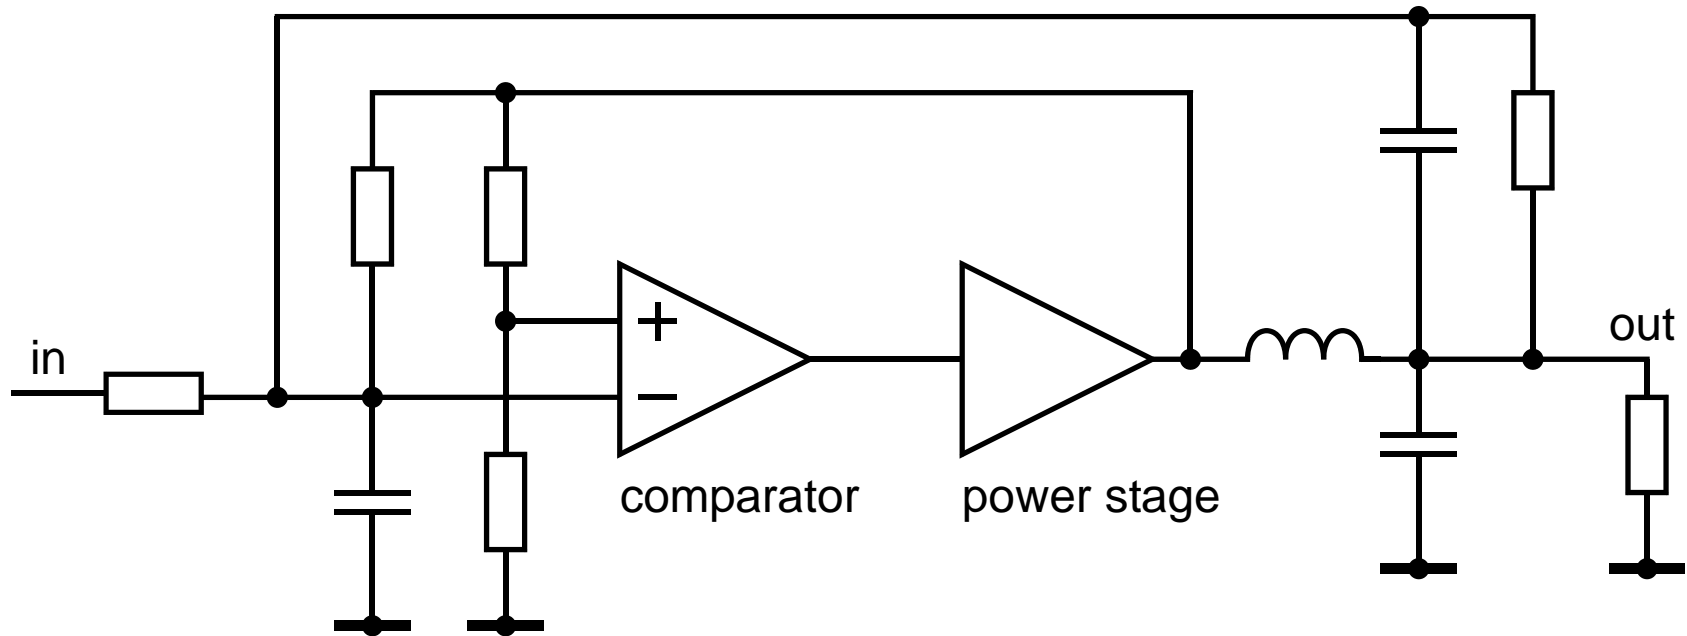 in
out
+
−
comparator
power stage